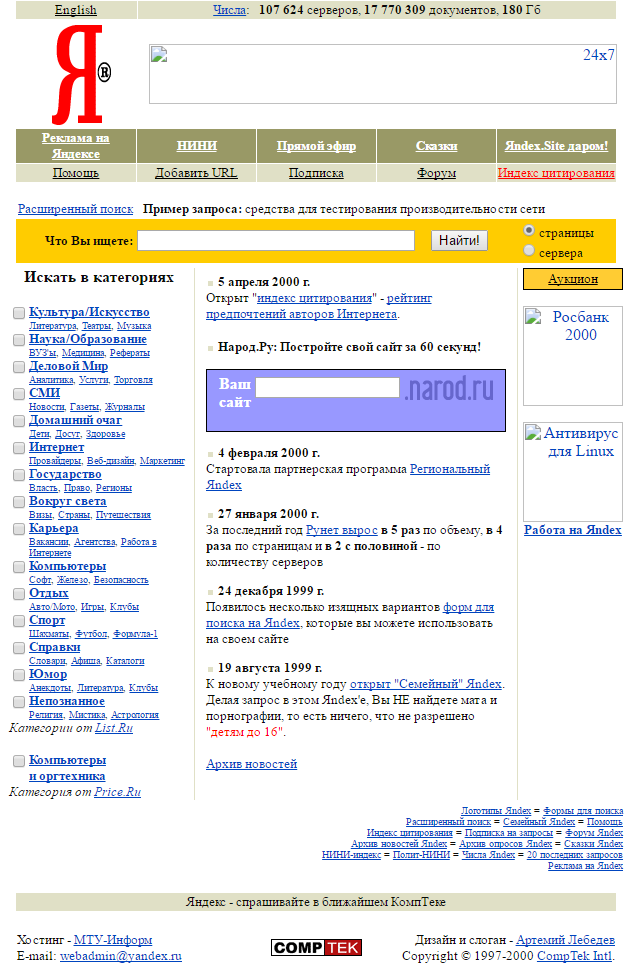 English
Числа: 107 624 серверов, 17 770 309 документов, 180 Гб
Я®
24x7
Реклама на
Яndексе
НИНИ
Прямой эфир
Сказки
Яndex.Site даром!
Помощь
Добавить URL
Подписка
Форум
Индекс цитирования
Расширенный поиск Пример запроса: средства для тестирования производительности сети
Что Вы ищете:
Найти!
страницы
сервера
Искать в категориях
Культура/Искусство
Литература, Театры, Музыка
Наука/Образование
ВУЗ'ы, Медицина, Рефераты
Деловой Мир
Аналитика, Услуги, Торговля
СМИ
Новости, Газеты, Журналы
Домашний очаг
Дети, Досуг, Здоровье
Интернет
Провайдеры, Веб-дизайн, Маркетинг
Государство
Власть, Право, Регионы
Вокруг света
Визы, Страны, Путешествия
Карьера
Вакансии, Агентства, Работа в
Интернете
Компьютеры
Софт, Железо, Безопасность
Отдых
Авто/Мото, Игры, Клубы
Спорт
Шахматы, Футбол, Формула-1
Справки
Словари, Афиша, Каталоги
Юмор
Анекдоты, Литература, Клубы
Непознанное
Религия, Мистика, Астрология
Категории от List.Ru
Компьютеры
и оргтехника
Категория от Price.Ru
5 апреля 2000 г.
Открыт "индекс цитирования" - рейтинг
предпочтений авторов Интернета.
Народ.Ру: Постройте свой сайт за 60 секунд!
Ваш
сайт
.narod.ru
4 февраля 2000 г.
Стартовала партнерская программа Региональный
Яndex
27 января 2000 г.
За последний год Рунет вырос в 5 раз по объему, в 4
раза по страницам и в 2 с половиной - по
количеству серверов
24 декабря 1999 г.
Появилось несколько изящных вариантов форм для
поиска на Яndex, которые вы можете использовать
на своем сайте
19 августа 1999 г.
К новому учебному году открыт "Семейный" Яndex.
Делая запрос в этом Яndex'е, Вы НЕ найдете мата и
порнографии, то есть ничего, что не разрешено
"детям до 16".
Архив новостей
Аукцион
Росбанк
2000
Антивирус
для Linux
Работа на Яndex
Логотипы Яndex = Формы для поиска
Расширенный поиск = Семейный Яndex = Помощь
Индекс цитирования = Подписка на запросы = Форум Яndex
Архив новостей Яndex = Архив опросов Яndex = Сказки Яndex
НИНИ-индекс = Полит-НИНИ = Числа Яndex = 20 последних запросов
Реклама на Яndex
Яндекс - спрашивайте в ближайшем КомпТеке
Хостинг - МТУ-Информ
E-mail: webadmin@yandex.ru
COMPTEK
Дизайн и слоган - Артемий Лебедев
Copyright © 1997-2000 CompTek Intl.